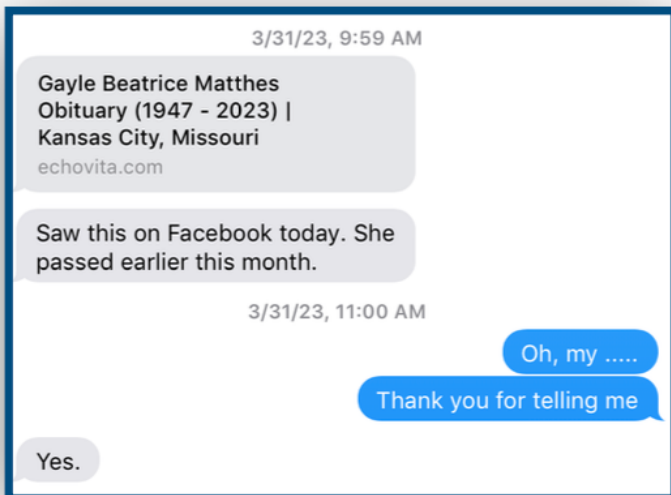 3/31/23, 9:59 AM
Gayle Beatrice Matthes
Obituary (1947 - 2023) |
Kansas City, Missouri
echovita.com
Saw this on Facebook today. She
passed earlier this month.
3/31/23, 11:00 AM
Oh, my .....
Thank you for telling me
Yes.